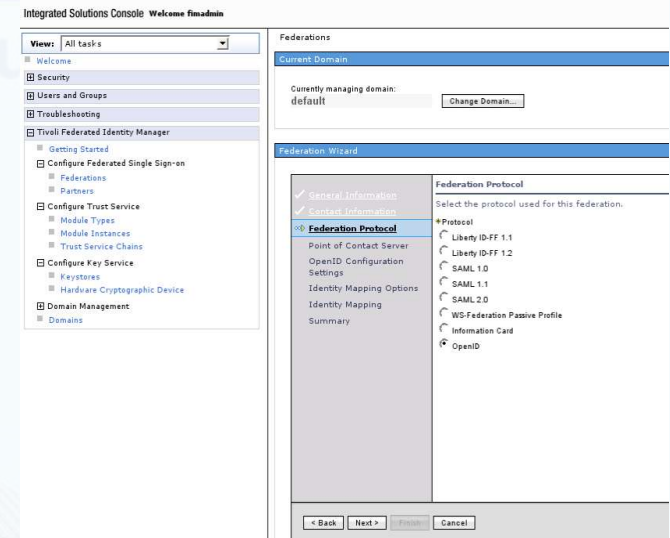 Integrated Solutions Console Welcome fimadmin
View: All tasks
Welcome
Security
Users and Groups
Troubleshooting
Tivoli Federated Identity Manager
Getting Started
Configure Federated Single Sign-on
Federations
Partners
Configure Trust Service
Module Types
Module Instances
Trust Service Chains
Configure Key Service
Keystores
Hardware Cryptographic Device
Domain Management
Domains
Federations
Current Domain
Currently managing domain:
default
Change Domain...
Federation Wizard
General Information
Contact Information
Federation Protocol
Point of Contact Server
OpenID Configuration
Settings
Identity Mapping Options
Identity Mapping
Summary
Federation Protocol
Select the protocol used for this federation.
*Protocol
Liberty ID-FF 1.1
Liberty ID-FF 1.2
SAML 1.0
SAML 1.1
SAML 2.0
WS-Federation Passive Profile
Information Card
OpenID
< Back Next > Finish Cancel